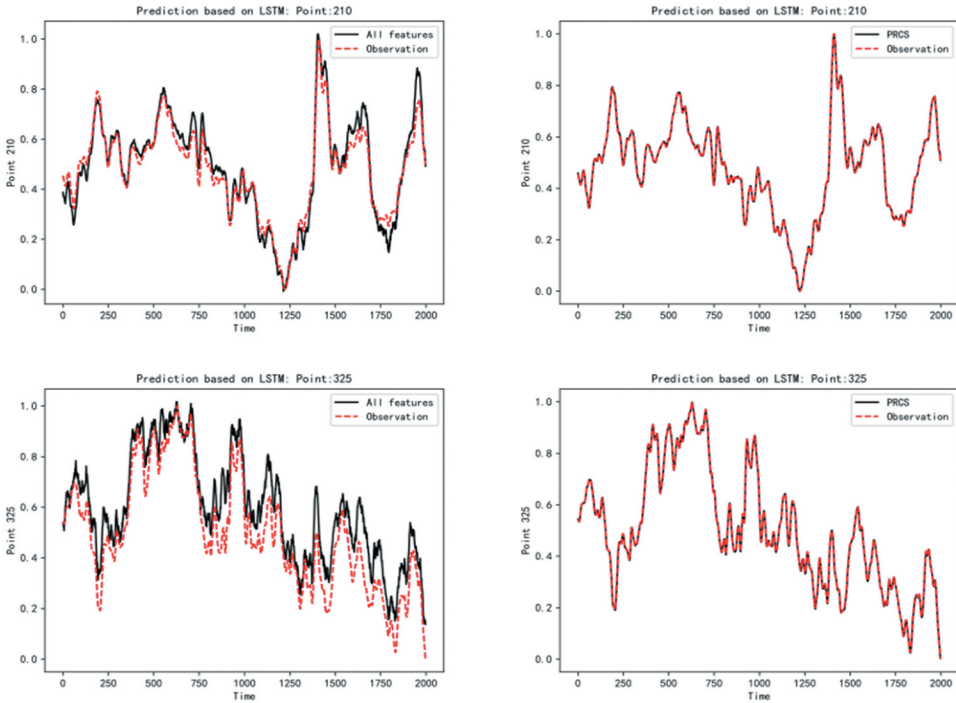 Prediction based on LSTM: Point:210
All features
Observation
Point 210
1.0
0.8
0.6
0.4
0.2
0.0
0 250 500 750 1000 1250 1500 1750 2000
Time
Prediction based on LSTM: Point:210
PRCS
Observation
Point 210
1.0
0.8
0.6
0.4
0.2
0.0
0 250 500 750 1000 1250 1500 1750 2000
Time
Prediction based on LSTM: Point:325
All features
Observation
Point 325
1.0
0.8
0.6
0.4
0.2
0.0
0 250 500 750 1000 1250 1500 1750 2000
Time
Prediction based on LSTM: Point:325
PRCS
Observation
Point 325
1.0
0.8
0.6
0.4
0.2
0.0
0 250 500 750 1000 1250 1500 1750 2000
Time